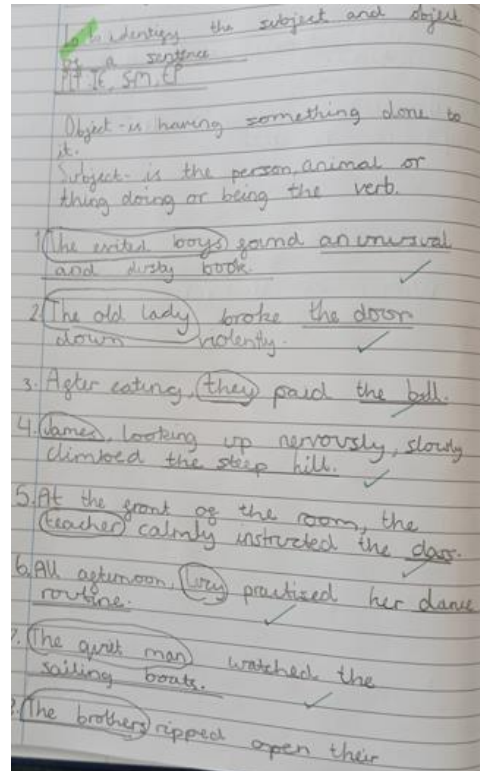 to identify the subject and object
of a sentence
Object - is having something done to
it.
Subject - is the person, animal or
thing doing or being the verb.
1. The exited boys found an unusual
and dusty book.
2. The old lady broke the door
down violently.
3. After eating, they paid the bill.
4. James, looking up nervously, slowly
climbed the steep hill.
5. At the front of the room, the
teacher calmly instructed the class.
6. All afternoon, Lucy practised her dance
routine.
7. The quiet man watched the
sailing boats.
The brothers ripped open their